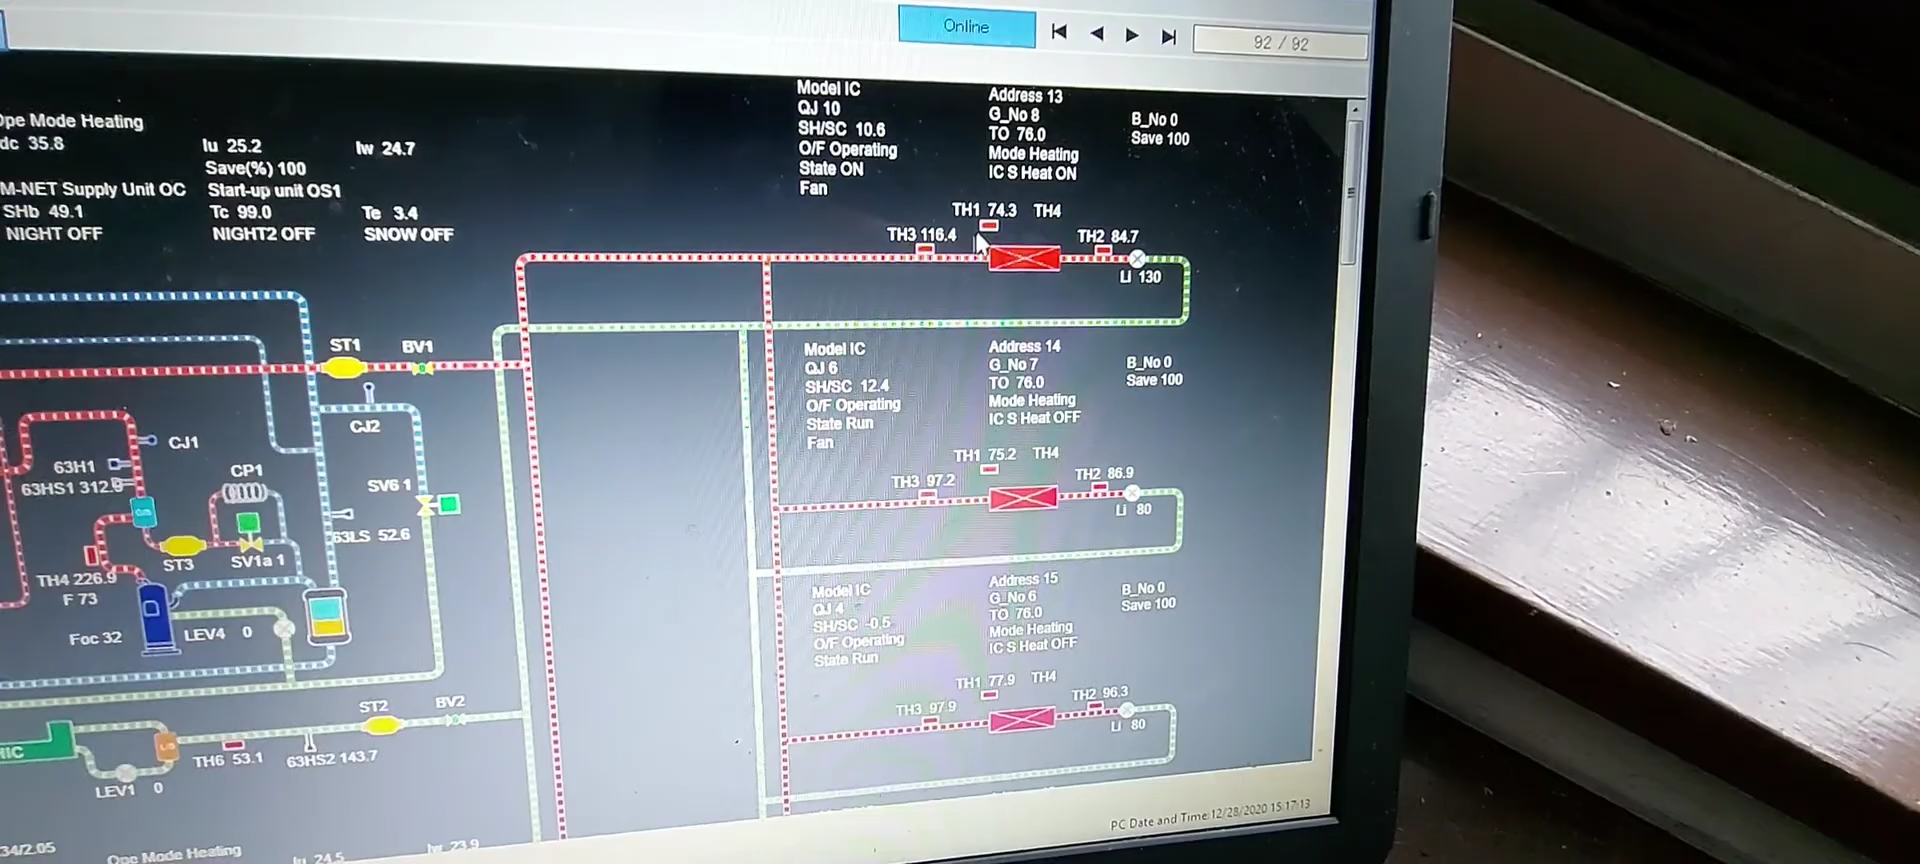 Online
92 / 92
Ope Mode Heating
dc 35.8
Iu 25.2
Iw 24.7
Save(%) 100
M-NET Supply Unit OC
Start-up unit OS1
SHb 49.1
Tc 99.0
Te 3.4
NIGHT OFF
NIGHT2 OFF
SNOW OFF
Model IC
QJ 10
SH/SC 10.6
O/F Operating
State ON
Fan
Address 13
G_No 8
TO 76.0
Mode Heating
IC S Heat ON
B_No 0
Save 100
TH1 74.3
TH4
TH3 116.4
TH2 84.7
LI 130
Model IC
QJ 6
SH/SC 12.4
O/F Operating
State Run
Fan
Address 14
G_No 7
TO 76.0
Mode Heating
IC S Heat OFF
B_No 0
Save 100
TH1 75.2
TH4
TH3 97.2
TH2 86.9
LI 80
Model IC
QJ 4
SH/SC -0.5
O/F Operating
State Run
Address 15
G_No 6
TO 76.0
Mode Heating
IC S Heat OFF
B_No 0
Save 100
TH1 77.9
TH4
TH3 97.9
TH2 96.3
LI 80
ST1
BV1
CJ2
CJ1
63H1
63HS1 312.
CP1
SV6 1
63LS 52.6
ST3
SV1a 1
TH4 226.9
F 73
Foc 32
LEV4 0
ST2
BV2
HIC
TH6 53.1
63HS2 143.7
LEV1 0
34/2.05
Ope Mode Heating
Iu 24.5
Iw 23.9
PC Date and Time:12/28/2020 15:17:13